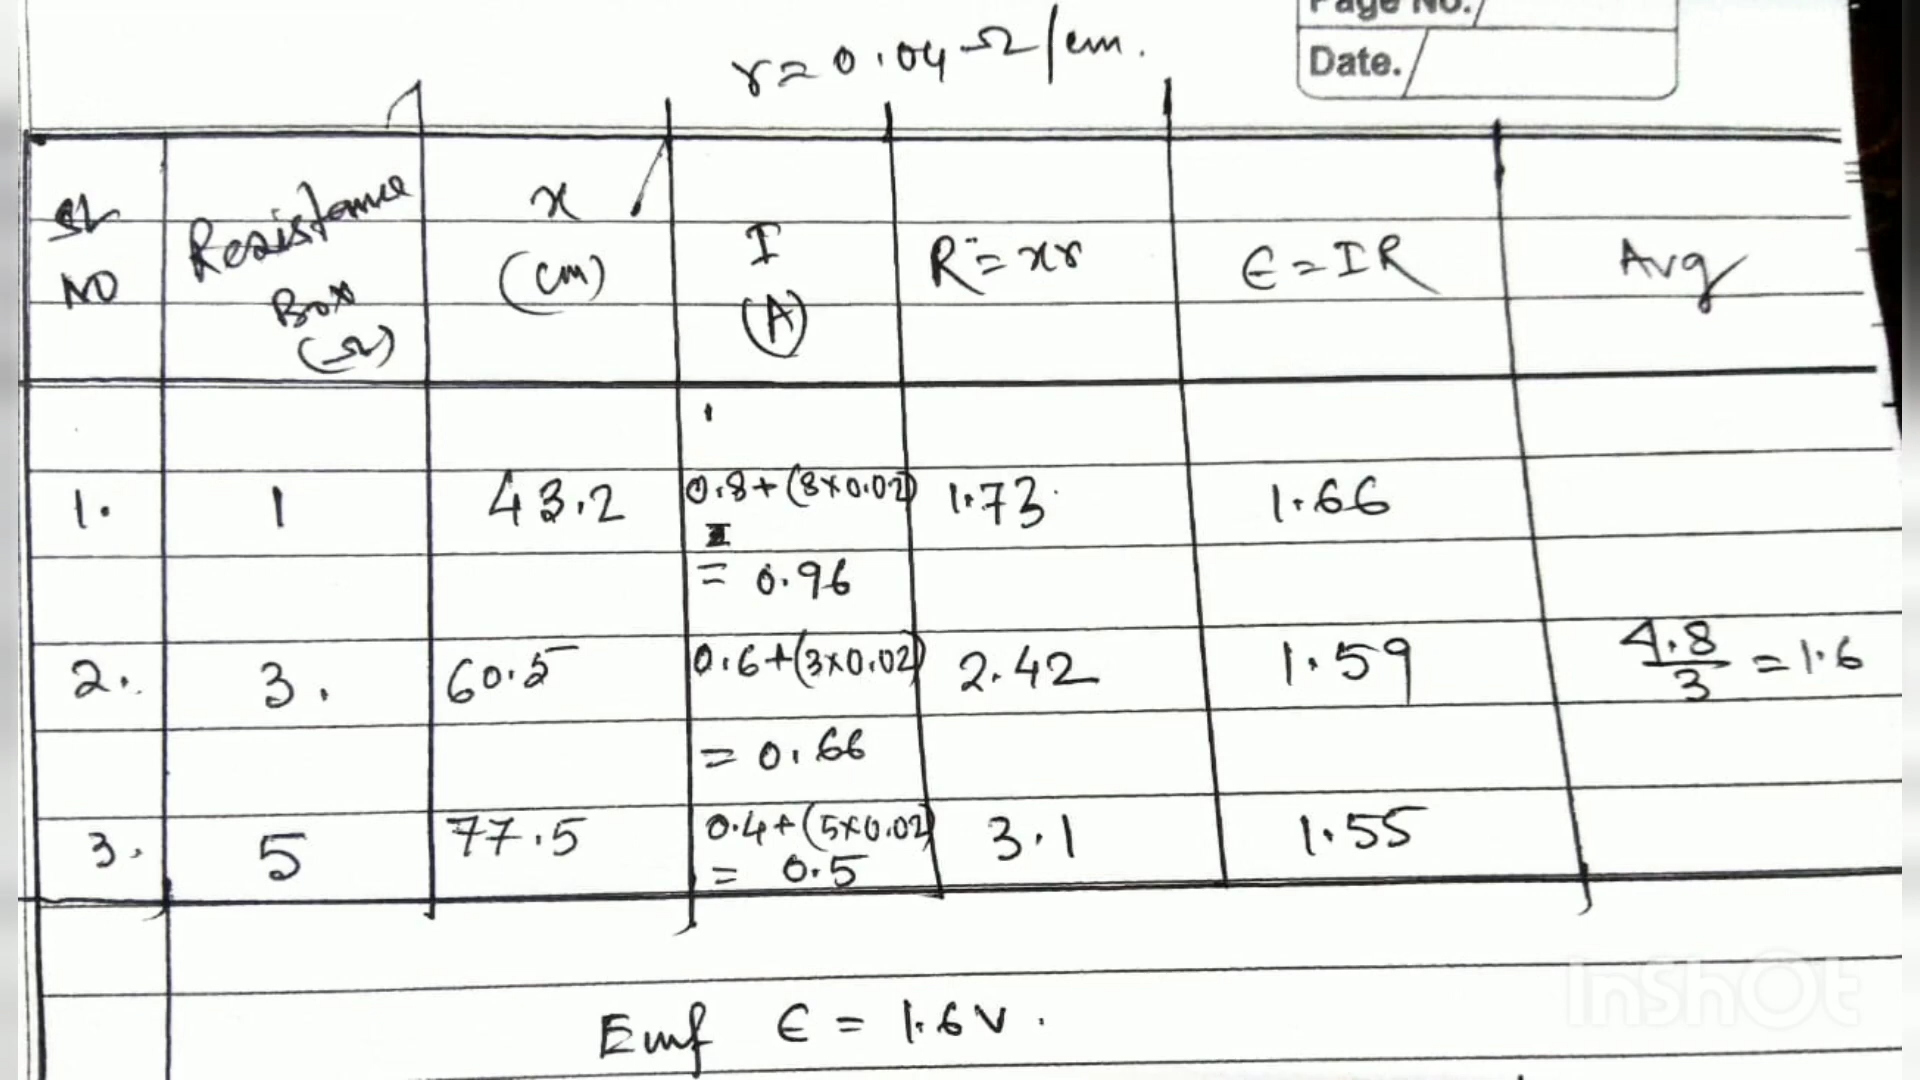 Page No.
r = 0.04 Ω/cm.
Date.
SL NO
Resistance Box (Ω)
x (cm)
I (A)
R = xr
ϵ = IR
Avg
1.
1
43.2
0.8+(8×0.02)
= 0.96
1.73
1.66
2.
3.
60.5
0.6+(3×0.02)
= 0.66
2.42
1.59
4.8/3 = 1.6
3.
5
77.5
0.4+(5×0.02)
= 0.5
3.1
1.55
Emf ϵ = 1.6 V.
InShOt